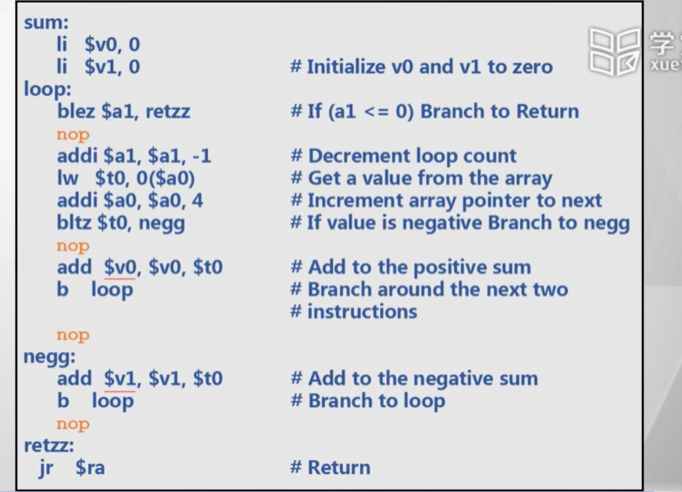 sum:
li $v0, 0
li $v1, 0 # Initialize v0 and v1 to zero
loop:
blez $a1, retzz # If (a1 <= 0) Branch to Return
nop
addi $a1, $a1, -1 # Decrement loop count
lw $t0, 0($a0) # Get a value from the array
addi $a0, $a0, 4 # Increment array pointer to next
bltz $t0, negg # If value is negative Branch to negg
nop
add $v0, $v0, $t0 # Add to the positive sum
b loop # Branch around the next two
# instructions
nop
negg:
add $v1, $v1, $t0 # Add to the negative sum
b loop # Branch to loop
nop
retzz:
jr $ra # Return
学
xue